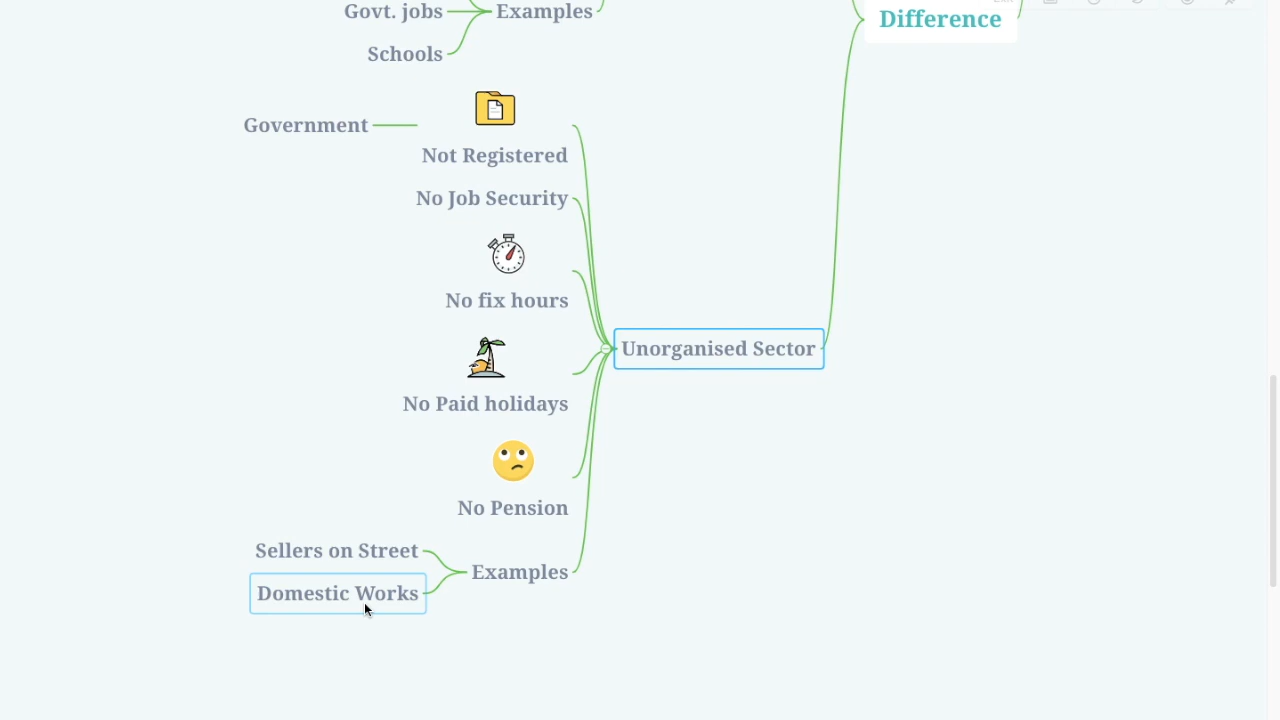 Govt. jobs
Examples
Difference
Schools
Government
Not Registered
No Job Security
No fix hours
Unorganised Sector
No Paid holidays
No Pension
Sellers on Street
Examples
Domestic Works